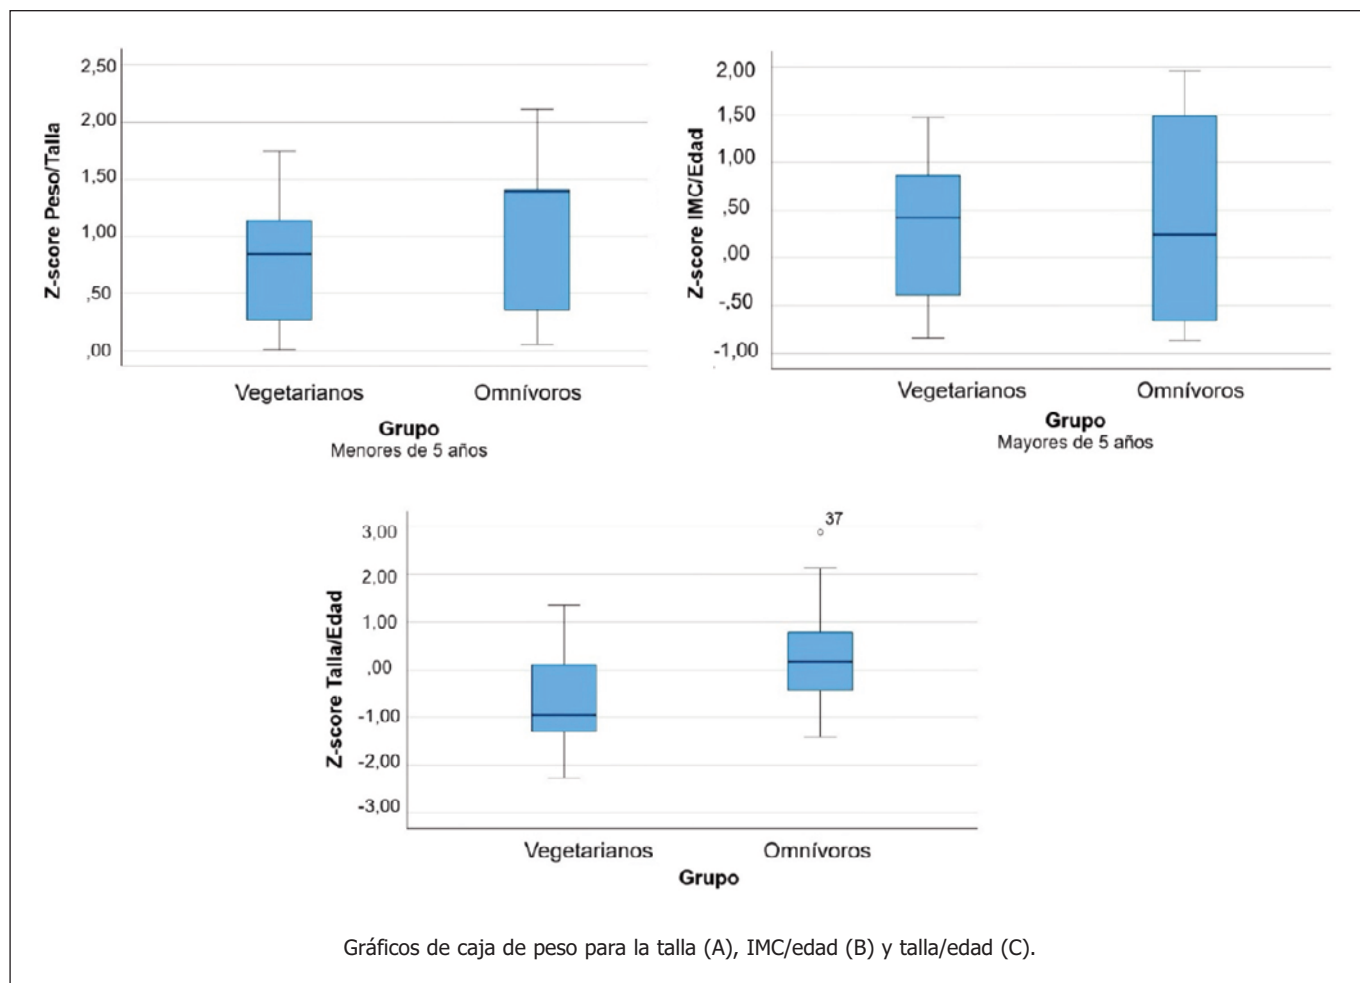 2,50
2,00
1,50
1,00
,50
,00
Z-score Peso/Talla
Vegetarianos Omnívoros
Grupo
Menores de 5 años
2,00
1,50
1,00
,50
,00
-,50
-1,00
Z-score IMC/Edad
Vegetarianos Omnívoros
Grupo
Mayores de 5 años
3,00
2,00
1,00
,00
-1,00
-2,00
-3,00
Z-score Talla/Edad
37
Vegetarianos Omnívoros
Grupo
Gráficos de caja de peso para la talla (A), IMC/edad (B) y talla/edad (C).